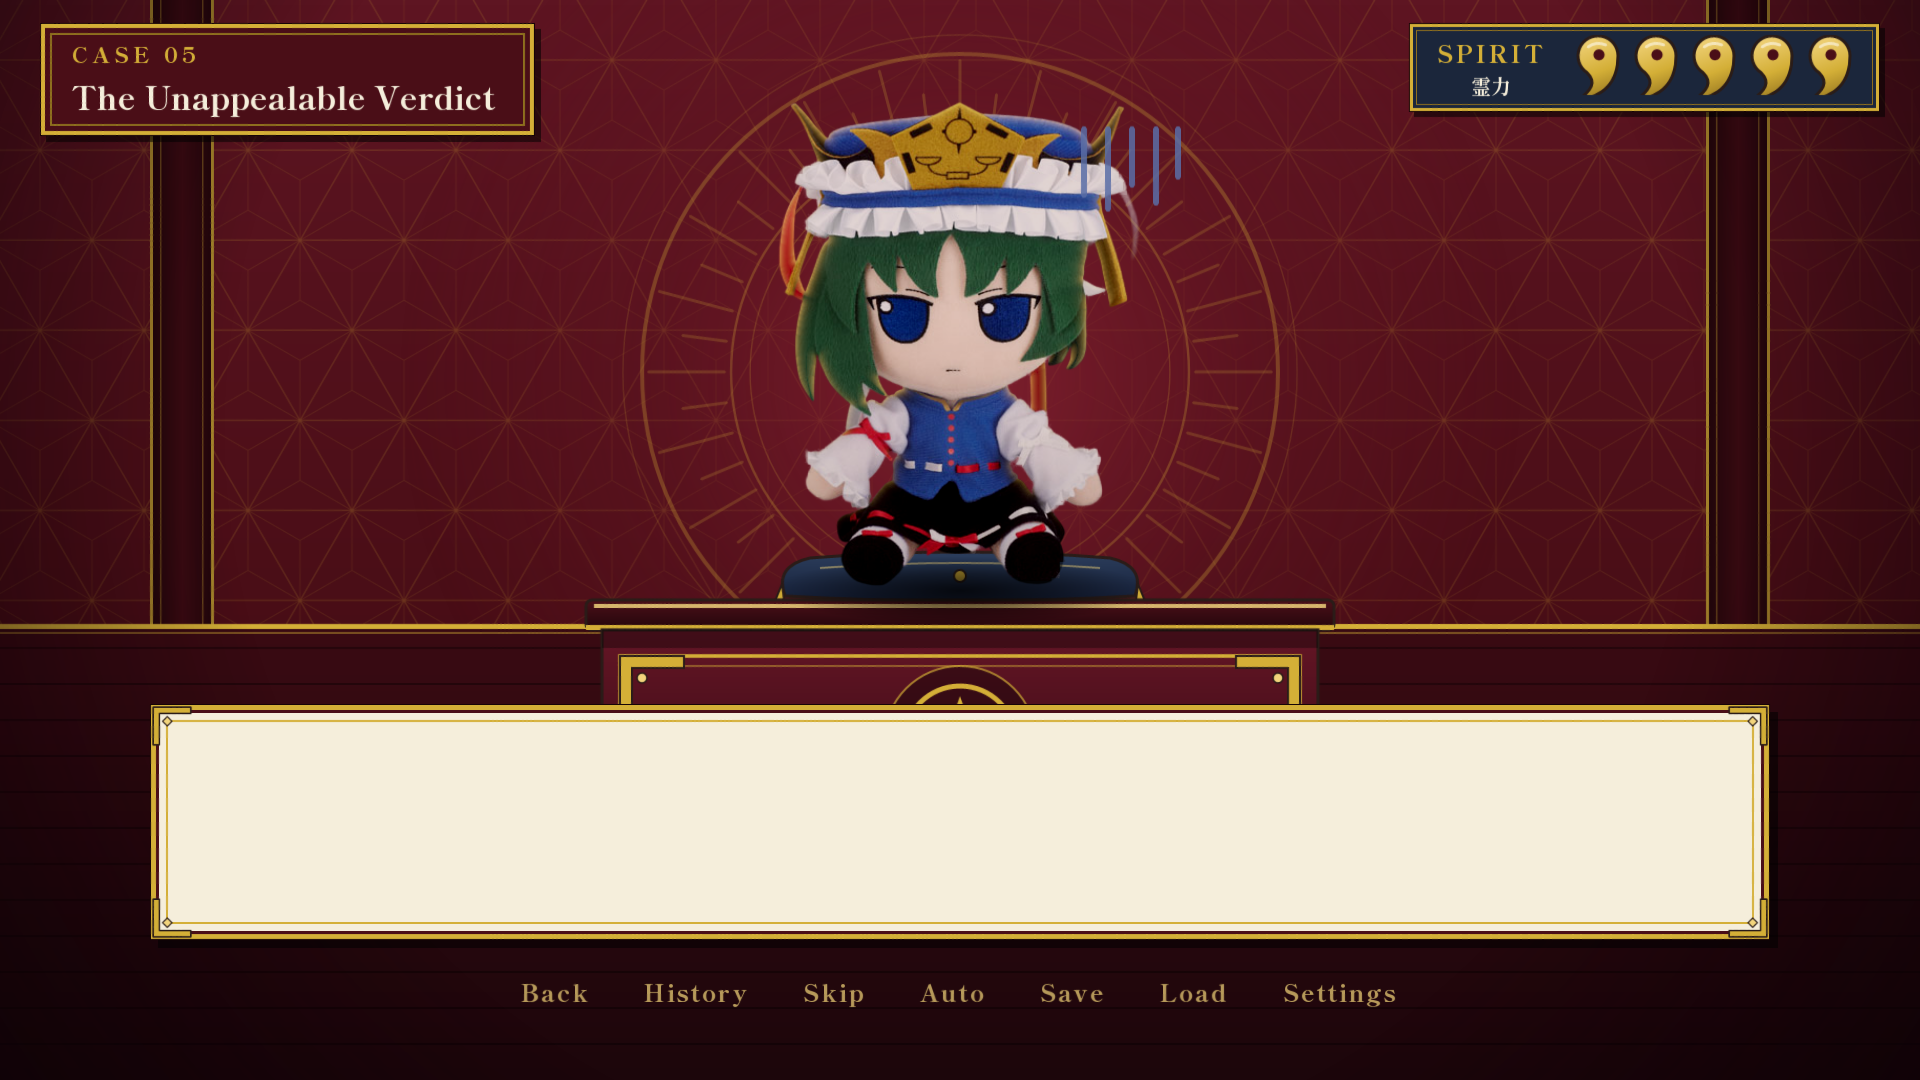 CASE 05
The Unappealable Verdict
SPIRIT
霊力
Back History Skip Auto Save Load Settings